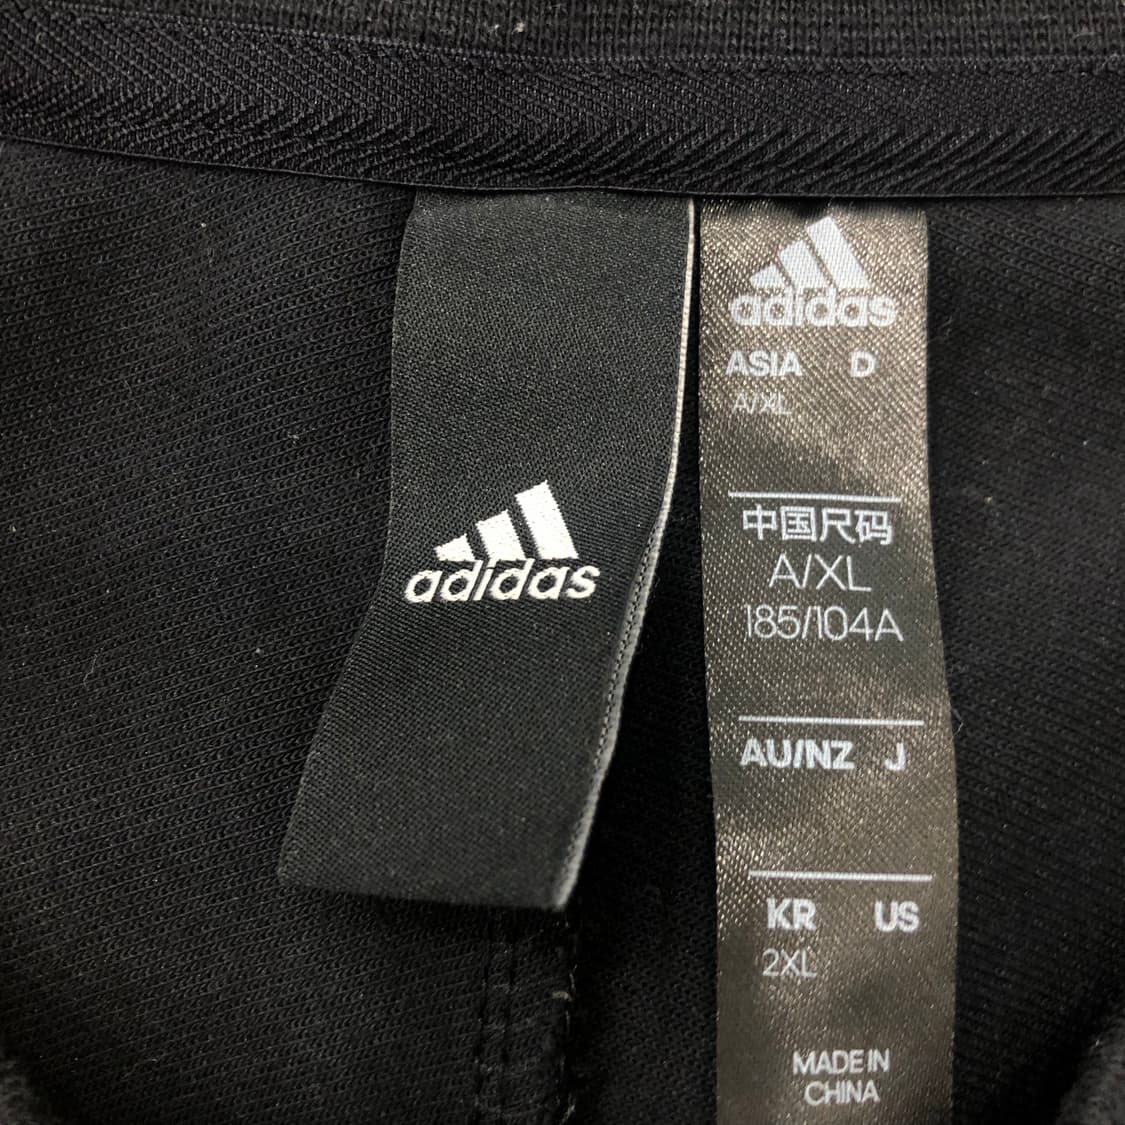 adidas
adidas
ASIA D
A/XL
中国尺码
A/XL
185/104A
AU/NZ J
KR US
2XL
MADE IN
CHINA